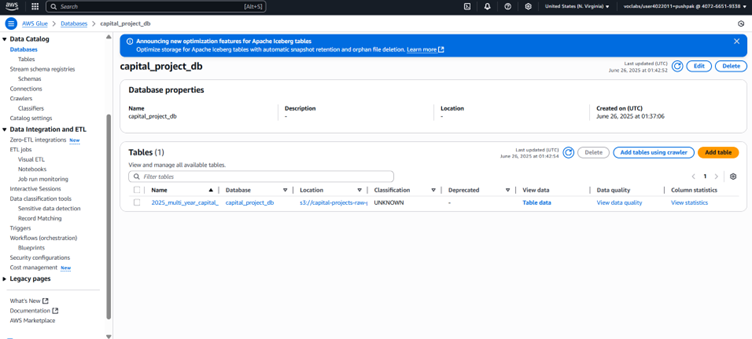 aws
Search
[Alt+S]
United States (N. Virginia)
voclabs/user4022011=pushpak @ 4072-6651-9338
AWS Glue
Databases
capital_project_db
Data Catalog
Databases
Tables
Stream schema registries
Schemas
Connections
Crawlers
Classifiers
Catalog settings
Data Integration and ETL
Zero-ETL integrations New
ETL jobs
Visual ETL
Notebooks
Job run monitoring
Interactive Sessions
Data classification tools
Sensitive data detection
Record Matching
Triggers
Workflows (orchestration)
Blueprints
Security configurations
Cost management New
Legacy pages
What's New
Documentation
AWS Marketplace
Announcing new optimization features for Apache Iceberg tables
Optimize storage for Apache Iceberg tables with automatic snapshot retention and orphan file deletion. Learn more
capital_project_db
Last updated (UTC)
June 26, 2025 at 01:42:52
Edit
Delete
Database properties
Name
capital_project_db
Description
-
Location
-
Created on (UTC)
June 26, 2025 at 01:37:06
Tables (1)
Last updated (UTC)
June 26, 2025 at 01:42:54
Delete
Add tables using crawler
Add table
View and manage all available tables.
Filter tables
1
Name Database Location Classification Deprecated View data Data quality Column statistics
2025_multi_year_capital_ capital_project_db s3://capital-projects-raw- UNKNOWN - Table data View data quality View statistics